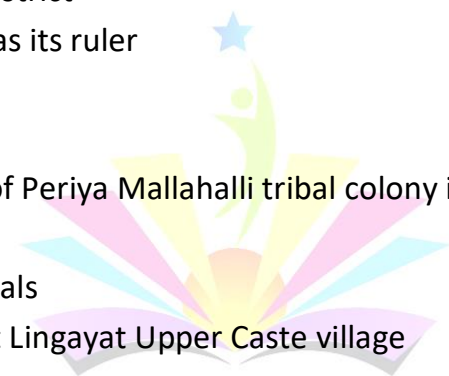 as its ruler
of Periya Mallahalli tribal colony i
als
Lingayat Upper Caste village